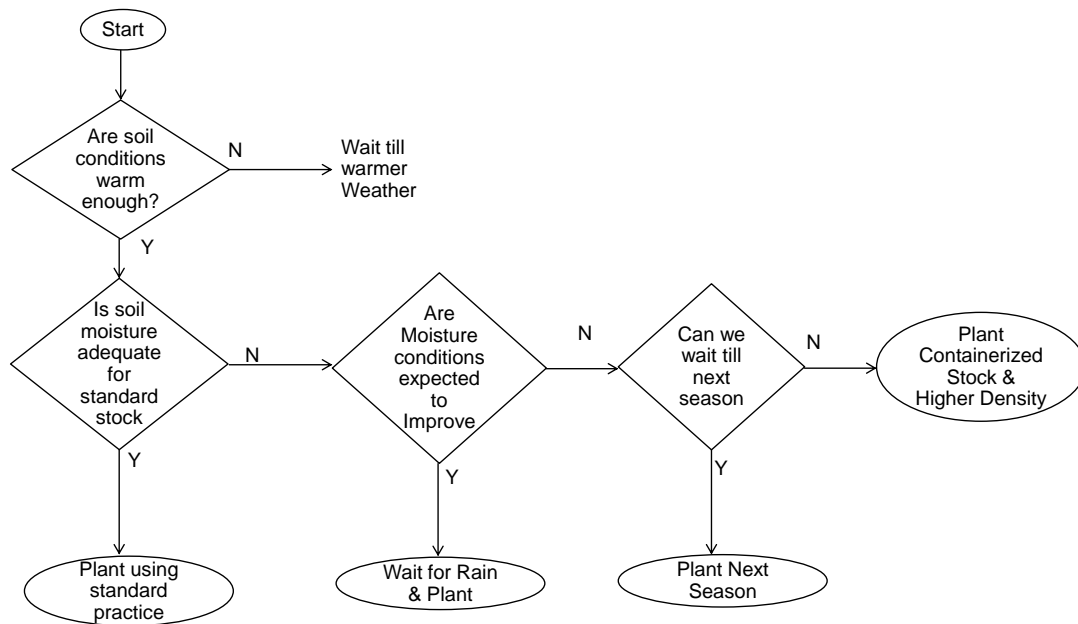 Start
Are soil
conditions
warm
enough?
N
Wait till
warmer
Weather
Y
Is soil
moisture
adequate
for
standard
stock
N
Are
Moisture
conditions
expected
to
Improve
N
Can we
wait till
next
season
N
Plant
Containerized
Stock &
Higher Density
Y
Y
Y
Plant using
standard
practice
Wait for Rain
& Plant
Plant Next
Season